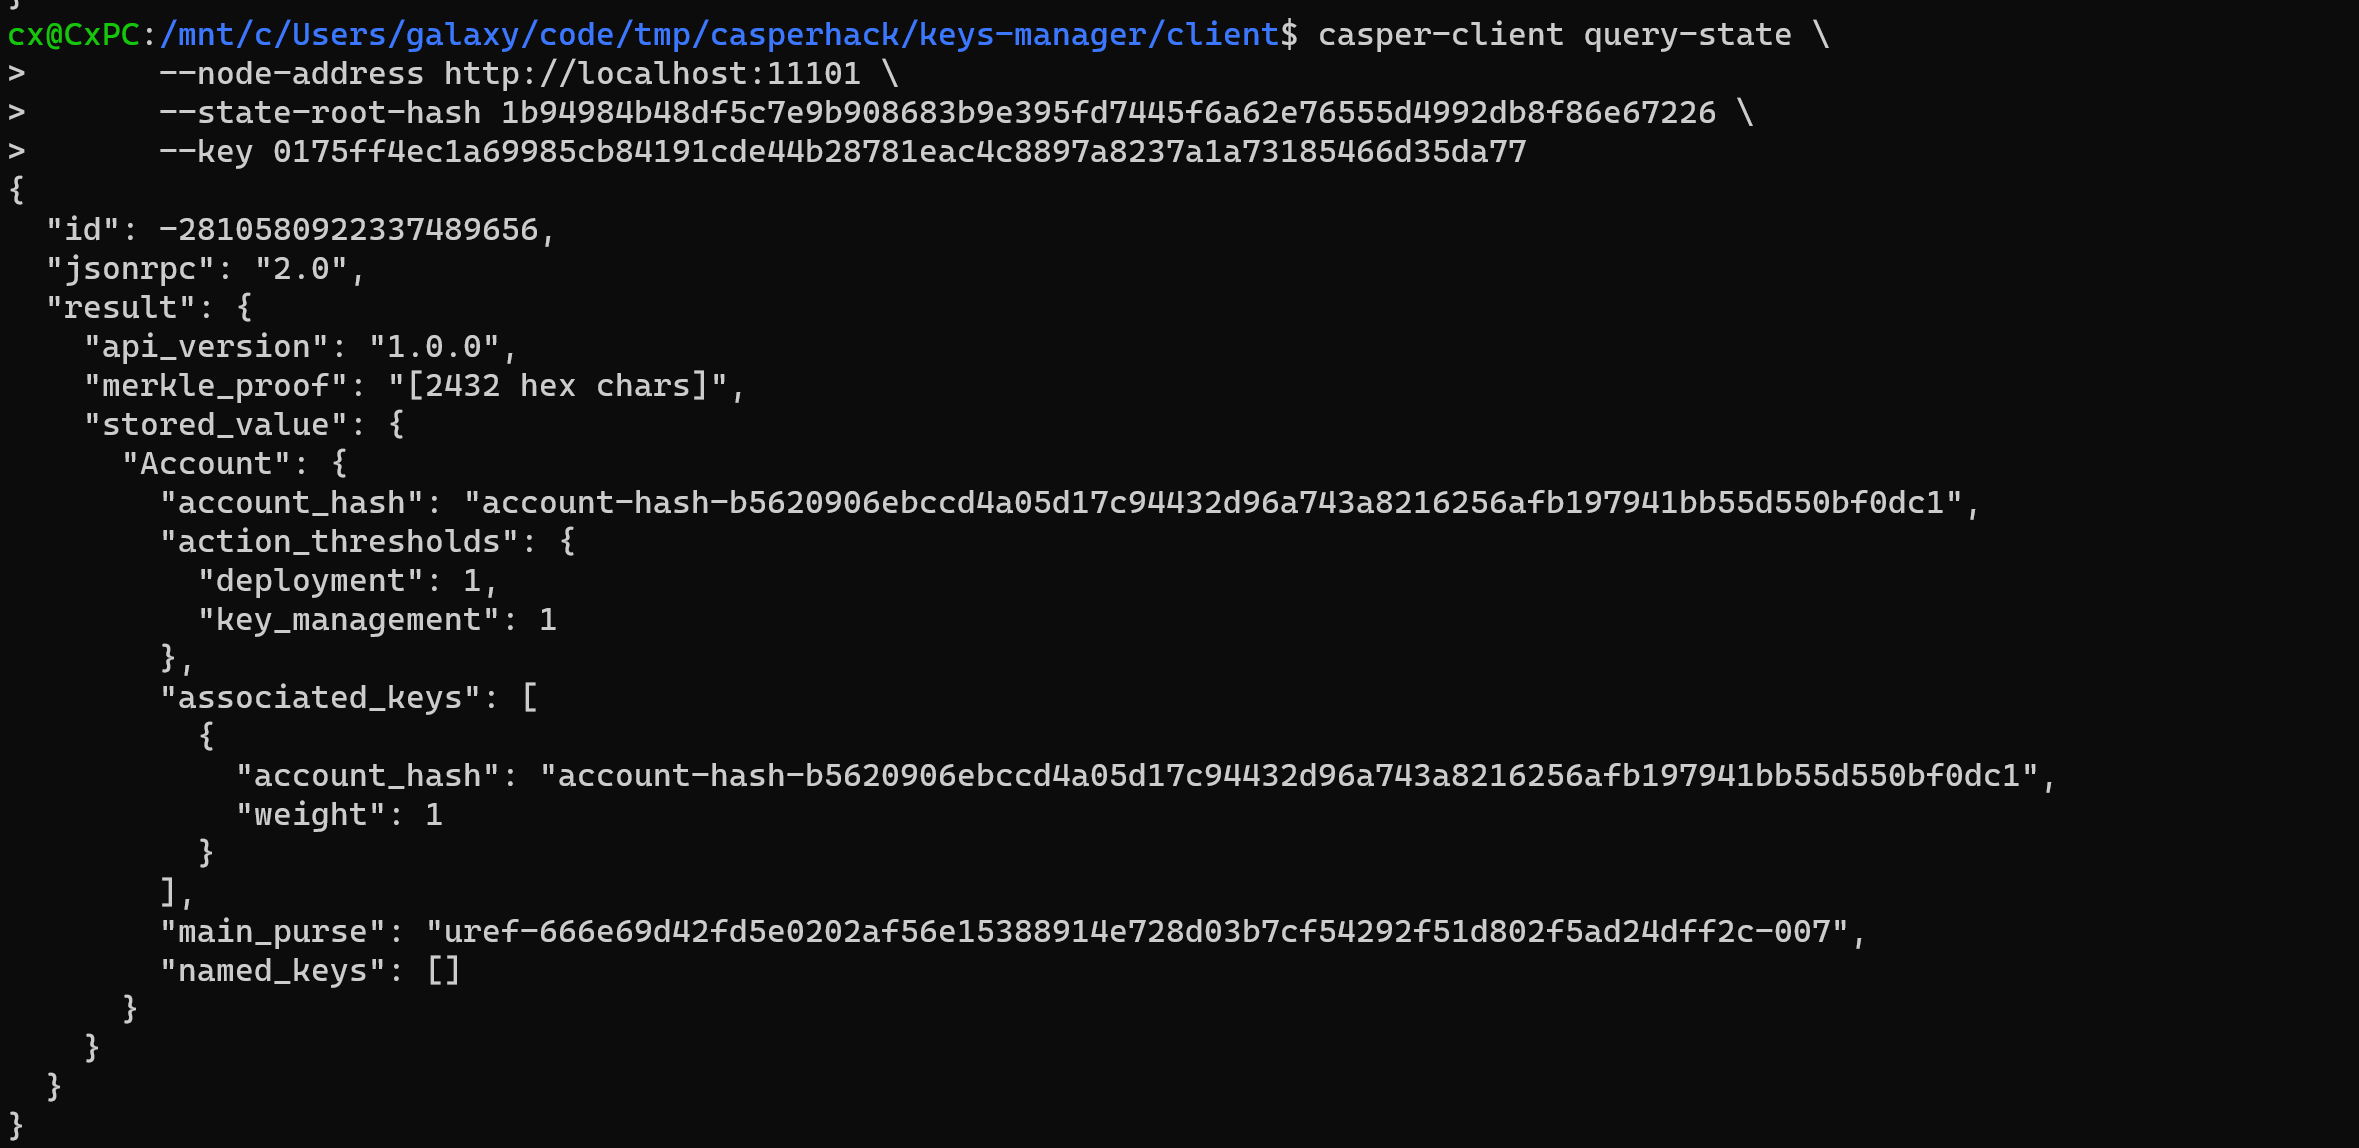 }
cx@CxPC:/mnt/c/Users/galaxy/code/tmp/casperhack/keys-manager/client$ casper-client query-state \
>       --node-address http://localhost:11101 \
>       --state-root-hash 1b94984b48df5c7e9b908683b9e395fd7445f6a62e76555d4992db8f86e67226 \
>       --key 0175ff4ec1a69985cb84191cde44b28781eac4c8897a8237a1a73185466d35da77
{
  "id": -2810580922337489656,
  "jsonrpc": "2.0",
  "result": {
    "api_version": "1.0.0",
    "merkle_proof": "[2432 hex chars]",
    "stored_value": {
      "Account": {
        "account_hash": "account-hash-b5620906ebccd4a05d17c94432d96a743a8216256afb197941bb55d550bf0dc1",
        "action_thresholds": {
          "deployment": 1,
          "key_management": 1
        },
        "associated_keys": [
          {
            "account_hash": "account-hash-b5620906ebccd4a05d17c94432d96a743a8216256afb197941bb55d550bf0dc1",
            "weight": 1
          }
        ],
        "main_purse": "uref-666e69d42fd5e0202af56e15388914e728d03b7cf54292f51d802f5ad24dff2c-007",
        "named_keys": []
      }
    }
  }
}